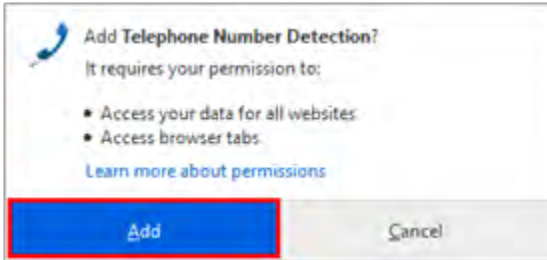 Add Telephone Number Detection?
It requires your permission to:
• Access your data for all websites
• Access browser tabs
Learn more about permissions
Add
Cancel